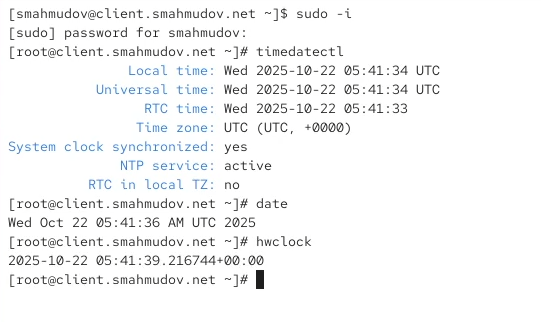 [smahmudov@client.smahmudov.net ~]$ sudo -i
[sudo] password for smahmudov:
[root@client.smahmudov.net ~]# timedatectl
Local time: Wed 2025-10-22 05:41:34 UTC
Universal time: Wed 2025-10-22 05:41:34 UTC
RTC time: Wed 2025-10-22 05:41:33
Time zone: UTC (UTC, +0000)
System clock synchronized: yes
NTP service: active
RTC in local TZ: no
[root@client.smahmudov.net ~]# date
Wed Oct 22 05:41:36 AM UTC 2025
[root@client.smahmudov.net ~]# hwclock
2025-10-22 05:41:39.216744+00:00
[root@client.smahmudov.net ~]#